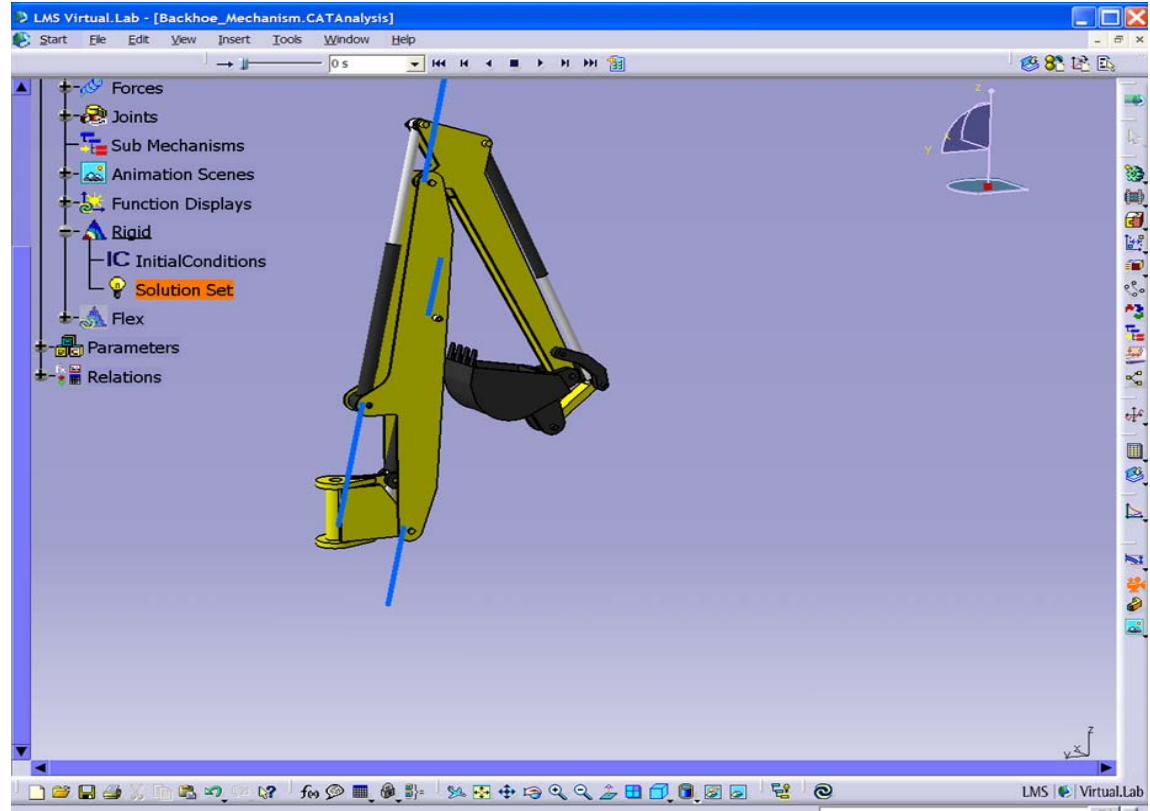 LMS Virtual.Lab - [Backhoe_Mechanism.CATAnalysis]
Start File Edit View Insert Tools Window Help
0 s
Forces
Joints
Sub Mechanisms
Animation Scenes
Function Displays
Rigid
IC InitialConditions
Solution Set
Flex
Parameters
Relations
z
x
y
z
x
y
f(x)
LMS Virtual.Lab